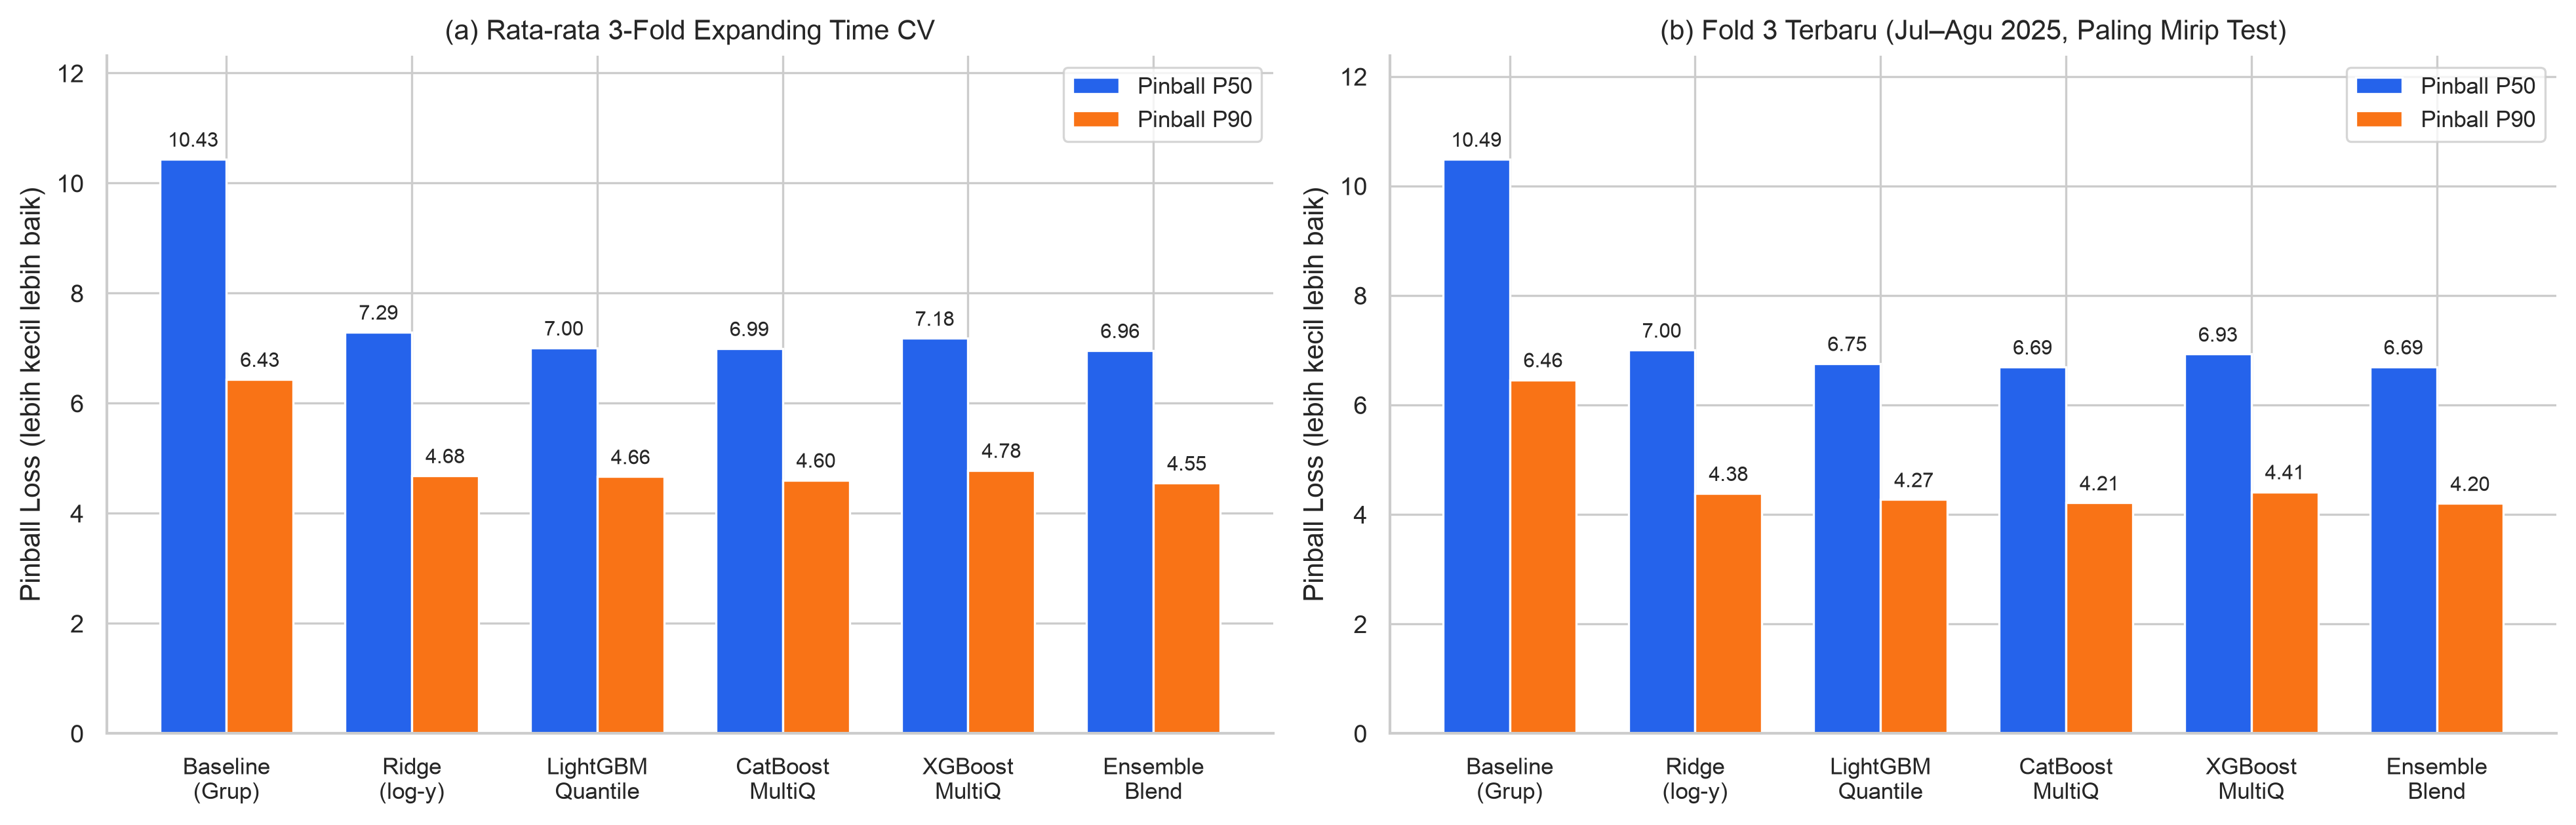 (a) Rata-rata 3-Fold Expanding Time CV
Pinball Loss (lebih kecil lebih baik)
12
10
8
6
4
2
0
Pinball P50
Pinball P90
10.43
6.43
7.29
4.68
7.00
4.66
6.99
4.60
7.18
4.78
6.96
4.55
Baseline
(Grup)
Ridge
(log-y)
LightGBM
Quantile
CatBoost
MultiQ
XGBoost
MultiQ
Ensemble
Blend
(b) Fold 3 Terbaru (Jul–Agu 2025, Paling Mirip Test)
Pinball Loss (lebih kecil lebih baik)
12
10
8
6
4
2
0
Pinball P50
Pinball P90
10.49
6.46
7.00
4.38
6.75
4.27
6.69
4.21
6.93
4.41
6.69
4.20
Baseline
(Grup)
Ridge
(log-y)
LightGBM
Quantile
CatBoost
MultiQ
XGBoost
MultiQ
Ensemble
Blend